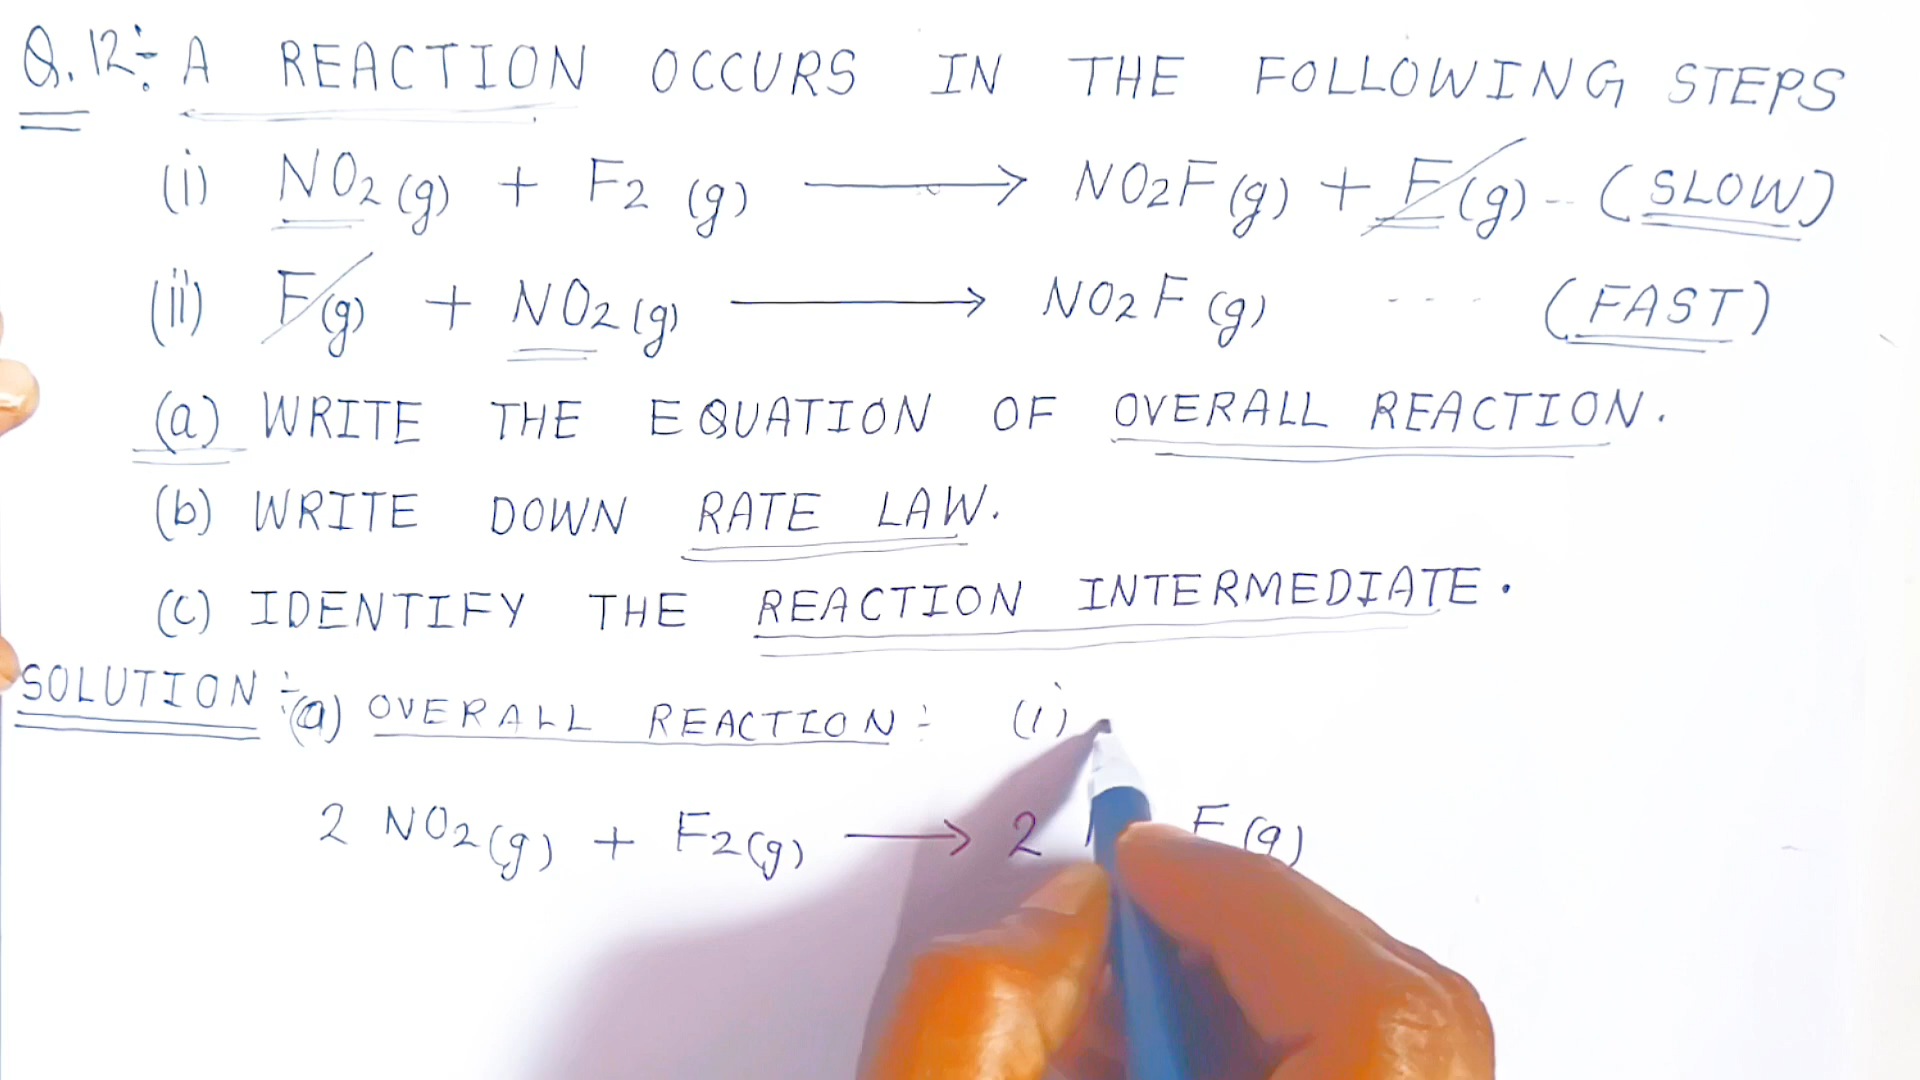 Q.12÷ A REACTION OCCURS IN THE FOLLOWING STEPS
(i) NO2(g) + F2(g) → NO2F(g) + F(g) -- (SLOW)
(ii) F(g) + NO2(g) → NO2F(g) ---- (FAST)
(a) WRITE THE EQUATION OF OVERALL REACTION.
(b) WRITE DOWN RATE LAW.
(c) IDENTIFY THE REACTION INTERMEDIATE.
SOLUTION ÷ (a) OVERALL REACTION ÷ (i)
2 NO2(g) + F2(g) → 2 F(g)